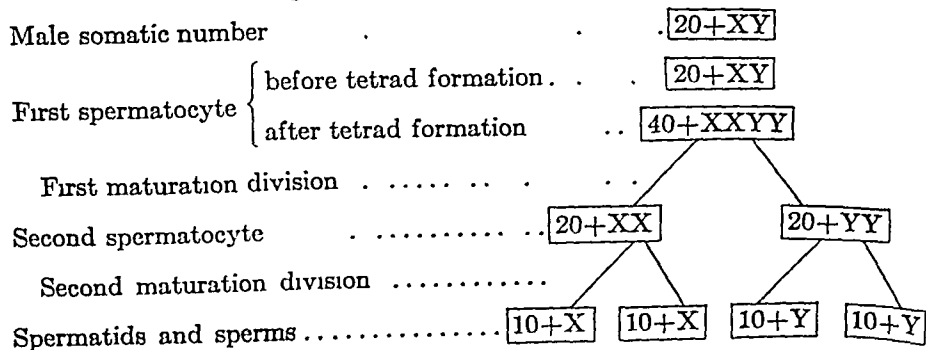 Male somatic number . . . 20+XY
First spermatocyte { before tetrad formation. . . 20+XY
after tetrad formation .. 40+XXYY
First maturation division . ...... .. . . .
Second spermatocyte . .......... .. 20+XX 20+YY
Second maturation division ............
Spermatids and sperms................ 10+X 10+X 10+Y 10+Y